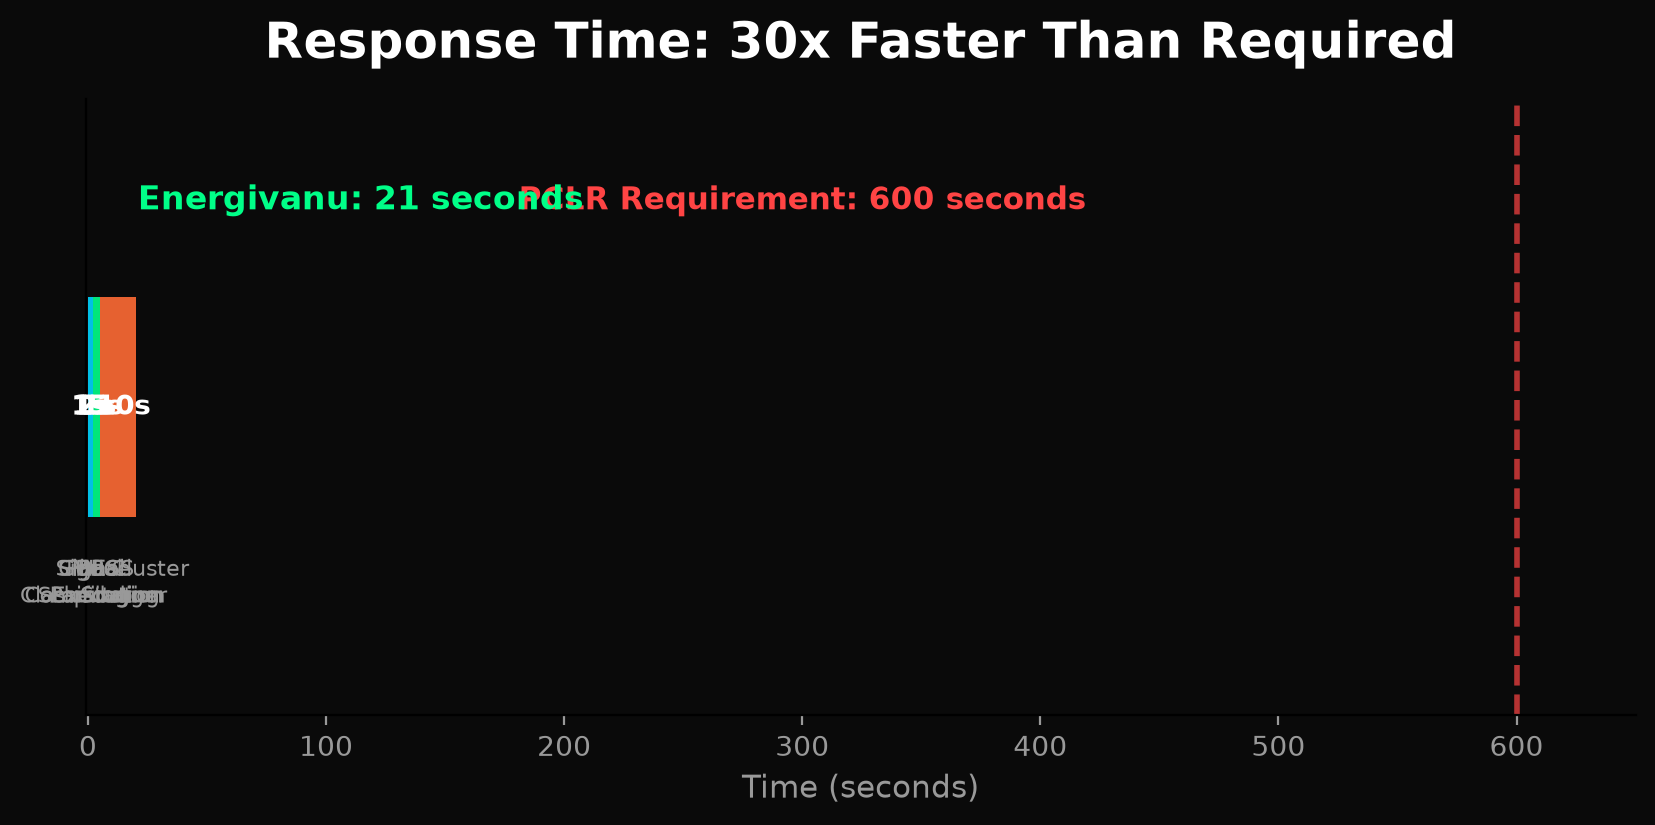 Response Time: 30x Faster Than Required
Energivanu: 21 seconds
PCLR Requirement: 600 seconds
0
100
200
300
400
500
600
Time (seconds)